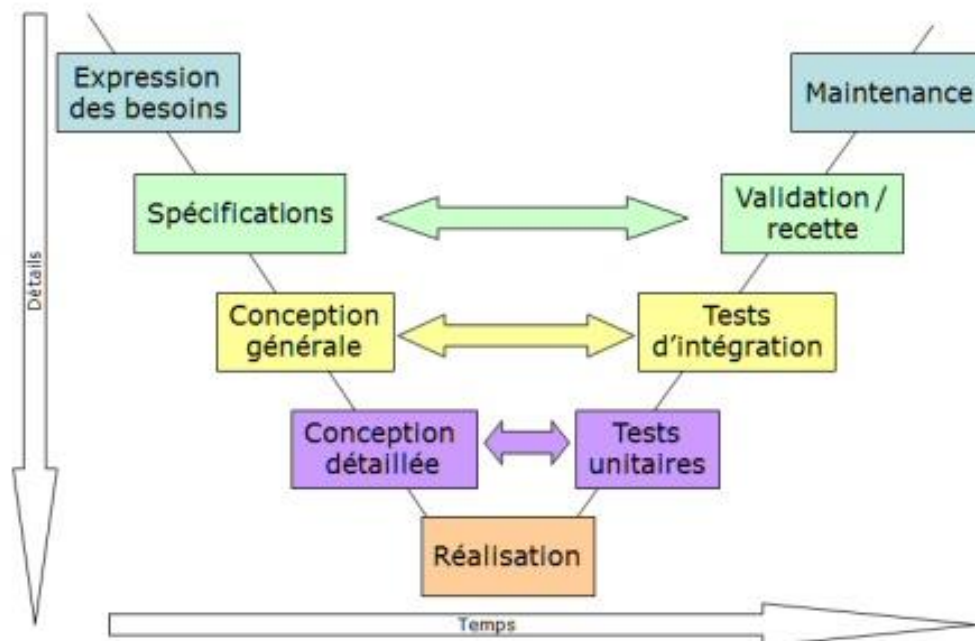 Expression
des besoins
Maintenance
Spécifications
Validation /
recette
Détails
Conception
générale
Tests
d'intégration
Conception
détaillée
Tests
unitaires
Réalisation
Temps